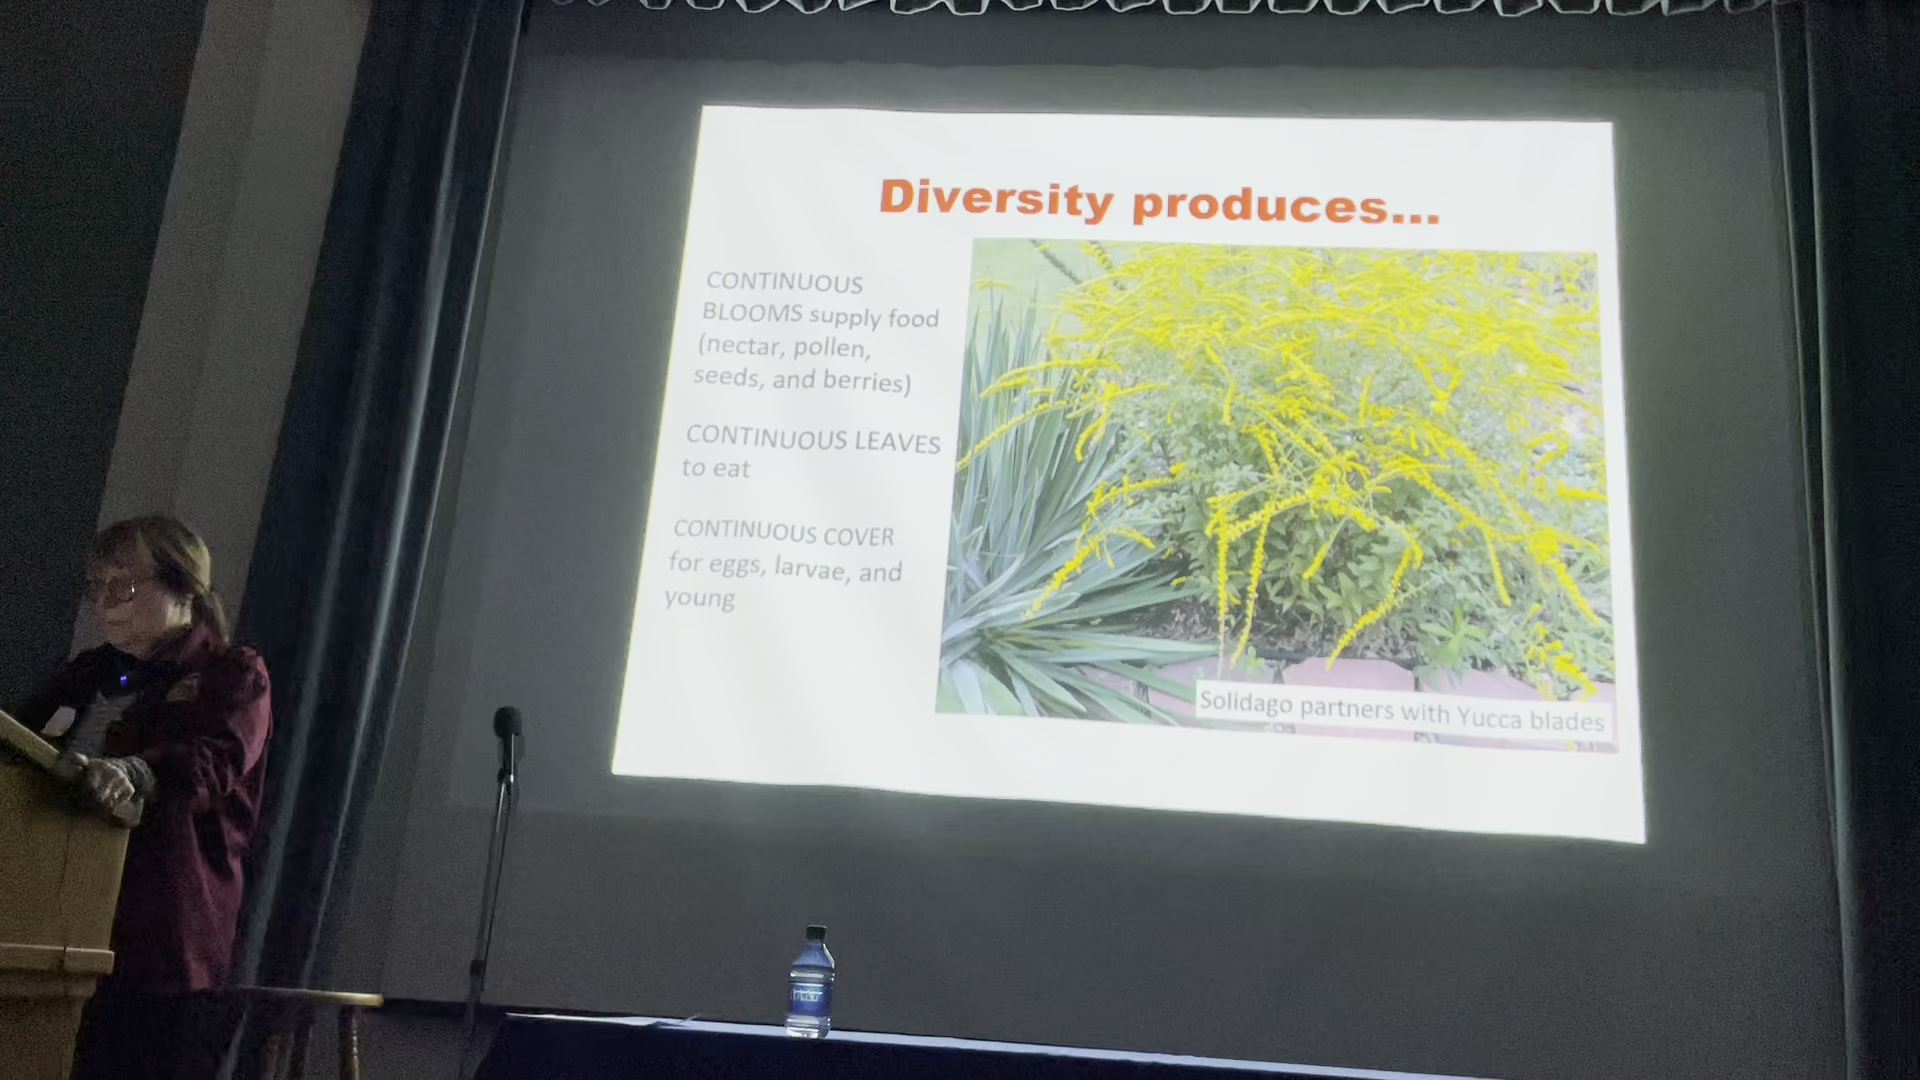 Diversity produces...
CONTINUOUS
BLOOMS supply food
(nectar, pollen,
seeds, and berries)
CONTINUOUS LEAVES
to eat
CONTINUOUS COVER
for eggs, larvae, and
young
Solidago partners with Yucca blades